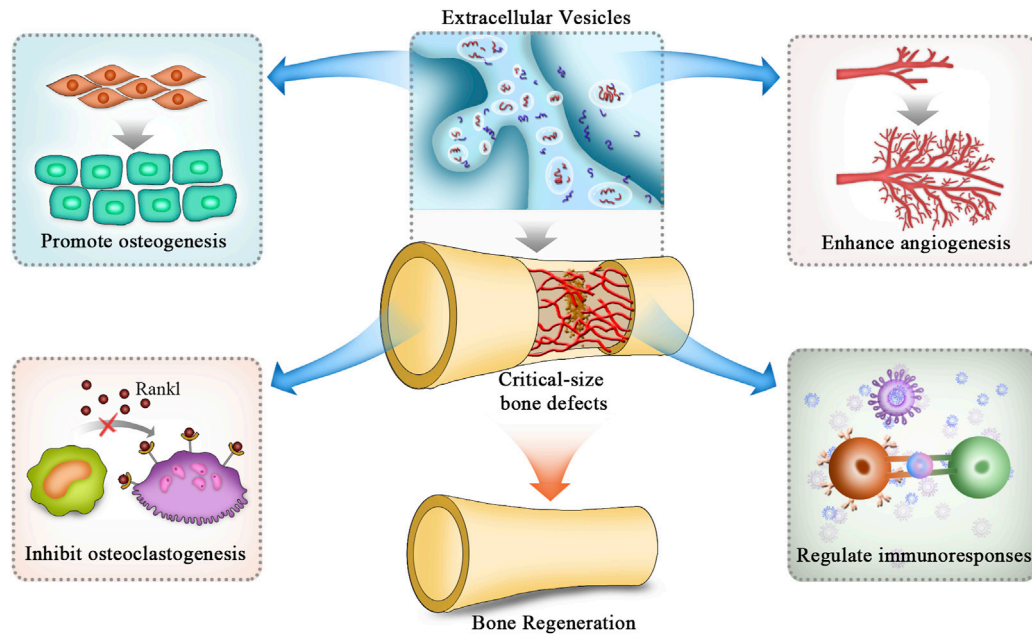 Extracellular Vesicles
Promote osteogenesis
Enhance angiogenesis
Critical-size
bone defects
Rankl
Inhibit osteoclastogenesis
Regulate immunoresponses
Bone Regeneration